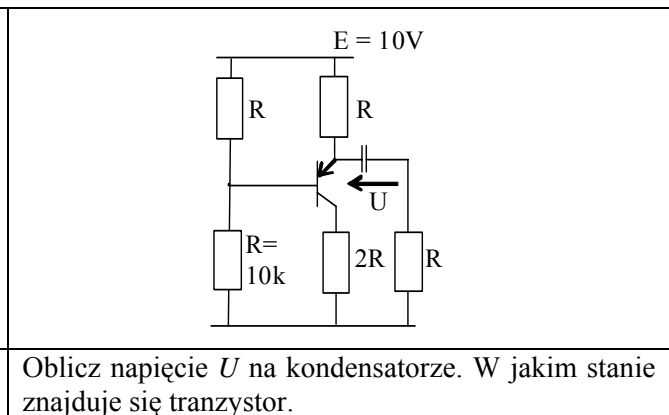 E = 10V
R
R
U
R=
10k
2R
R
Oblicz napięcie U na kondensatorze. W jakim stanie
znajduje się tranzystor.